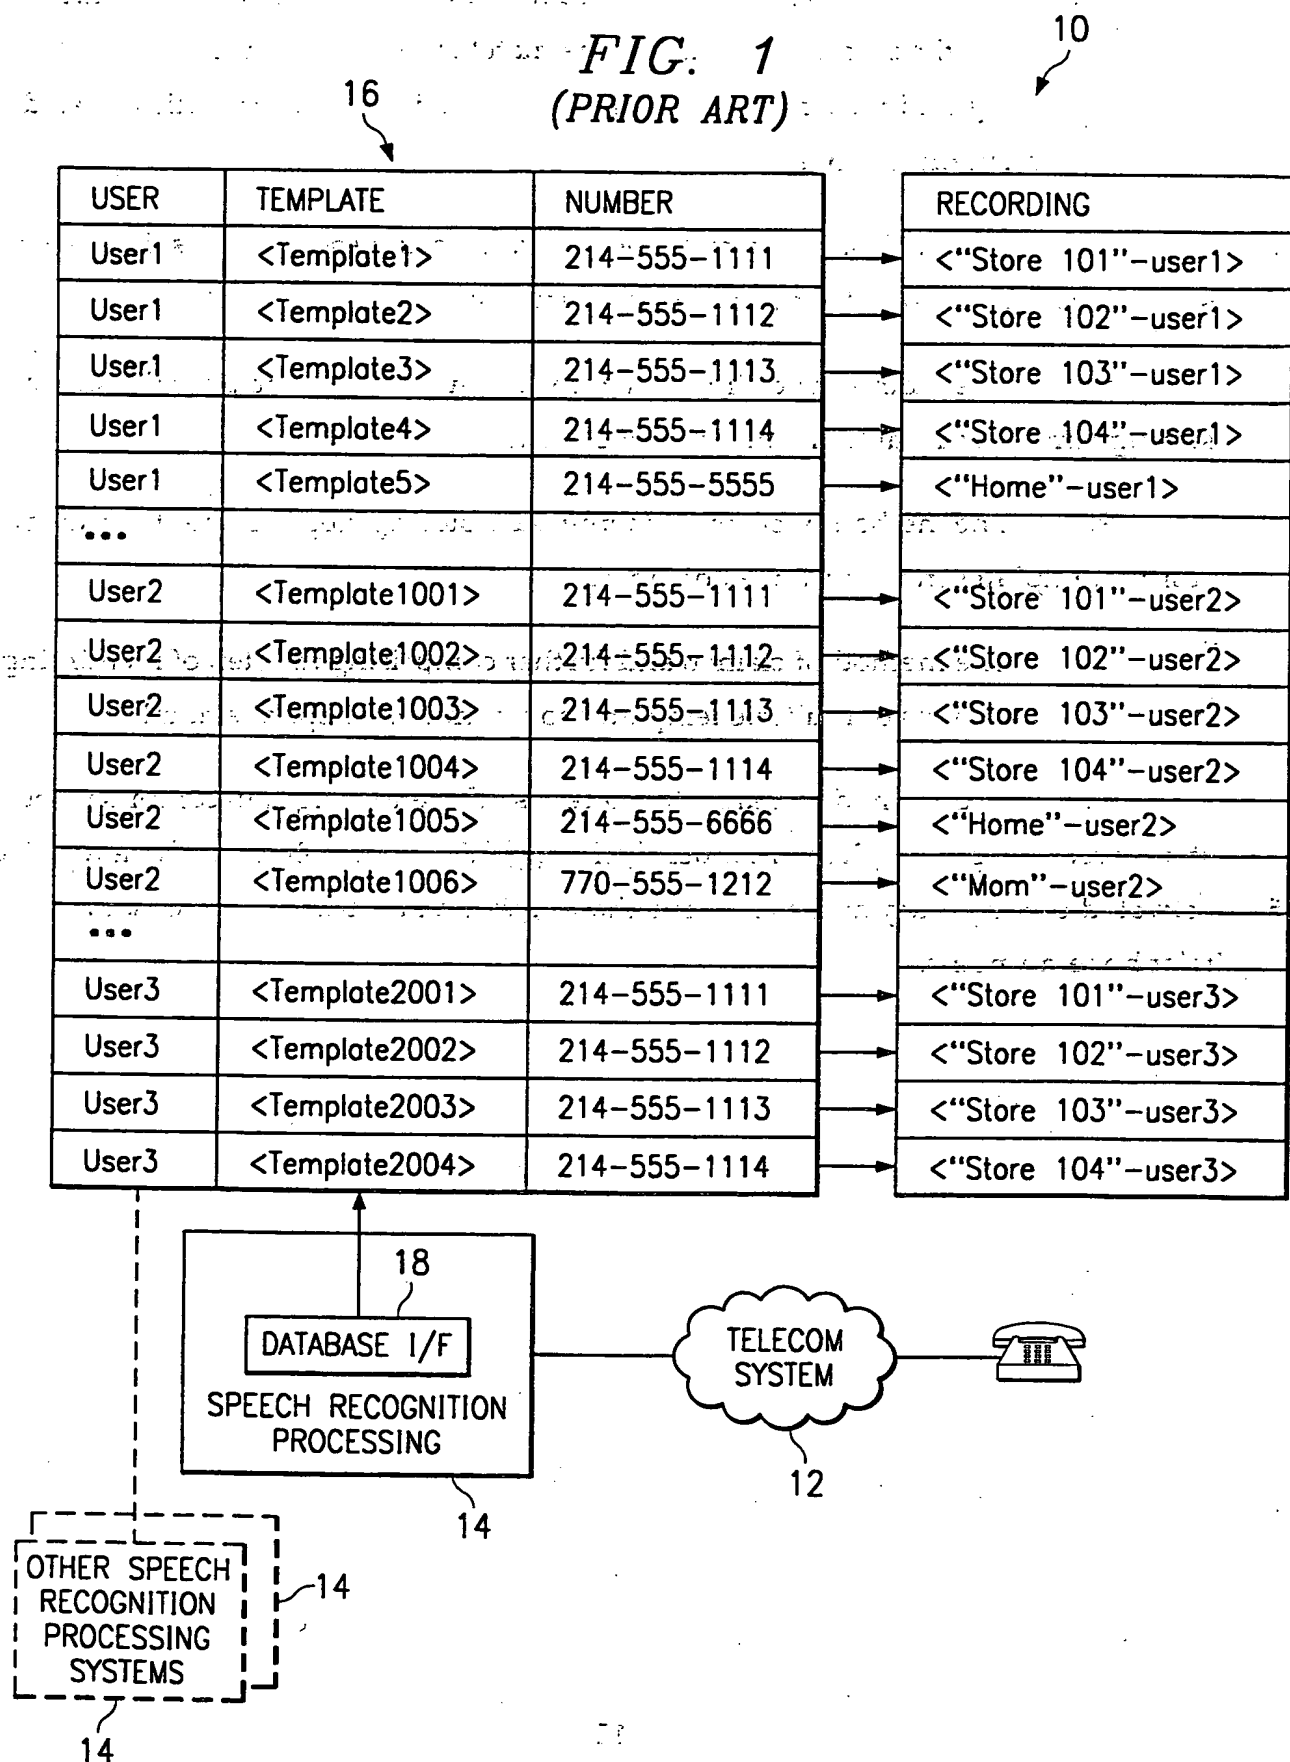 FIG. 1
(PRIOR ART)
10
16
USER TEMPLATE NUMBER RECORDING
User1 <Template1> 214-555-1111 <"Store 101"-user1>
User1 <Template2> 214-555-1112 <"Store 102"-user1>
User1 <Template3> 214-555-1113 <"Store 103"-user1>
User1 <Template4> 214-555-1114 <"Store 104"-user1>
User1 <Template5> 214-555-5555 <"Home"-user1>
•••
User2 <Template1001> 214-555-1111 <"Store 101"-user2>
User2 <Template1002> 214-555-1112 <"Store 102"-user2>
User2 <Template1003> 214-555-1113 <"Store 103"-user2>
User2 <Template1004> 214-555-1114 <"Store 104"-user2>
User2 <Template1005> 214-555-6666 <"Home"-user2>
User2 <Template1006> 770-555-1212 <"Mom"-user2>
•••
User3 <Template2001> 214-555-1111 <"Store 101"-user3>
User3 <Template2002> 214-555-1112 <"Store 102"-user3>
User3 <Template2003> 214-555-1113 <"Store 103"-user3>
User3 <Template2004> 214-555-1114 <"Store 104"-user3>
18
DATABASE I/F
SPEECH RECOGNITION
PROCESSING
14
TELECOM
SYSTEM
12
OTHER SPEECH
RECOGNITION
PROCESSING
SYSTEMS
14
14